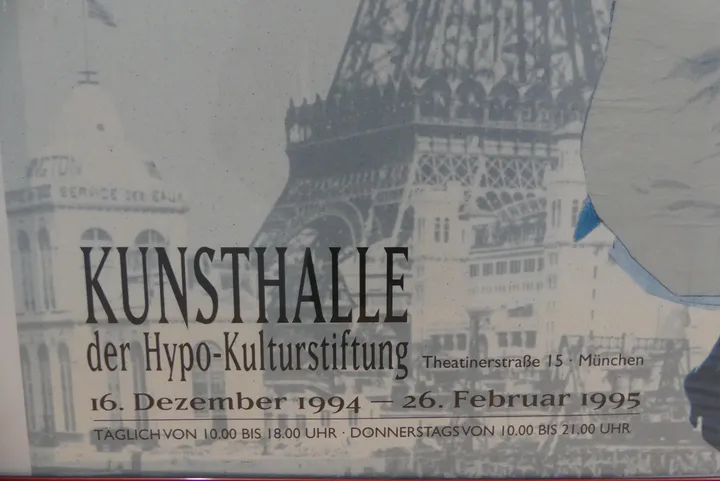 NGTON
SERVICE DES EAUX
KUNSTHALLE
der Hypo-Kulturstiftung Theatinerstraße 15 · München
16. Dezember 1994 — 26. Februar 1995
TÄGLICH VON 10.00 BIS 18.00 UHR · DONNERSTAGS VON 10.00 BIS 21.00 UHR